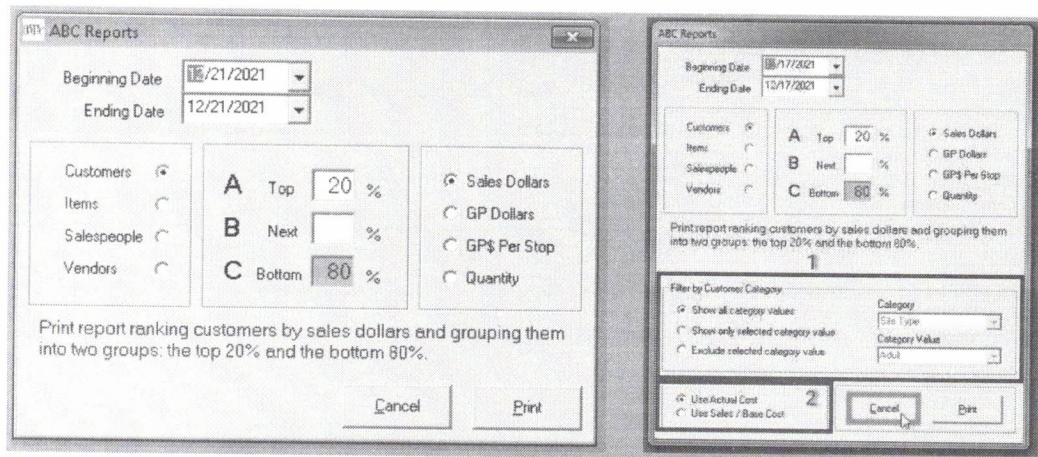 ABC Reports
Beginning Date /21/2021
Ending Date 12/21/2021
Customers
Items
Salespeople
Vendors
A Top 20 %
B Next %
C Bottom 80 %
Sales Dollars
GP Dollars
GP$ Per Stop
Quantity
Print report ranking customers by sales dollars and grouping them
into two groups: the top 20% and the bottom 80%.
Cancel Print
ABC Reports
Beginning Date /17/2021
Ending Date 12/17/2021
Customers
Items
Salespeople
Vendors
A Top 20 %
B Next %
C Bottom 80 %
Sales Dollars
GP Dollars
GP$ Per Stop
Quantity
Print report ranking customers by sales dollars and grouping them
into two groups: the top 20% and the bottom 80%.
1
Filter by Customer Category
Show all category values
Show only selected category value
Exclude selected category value
Category
Site Type
Category Value
Adult
Use Actual Cost
Use Sales / Base Cost
2
Cancel Print